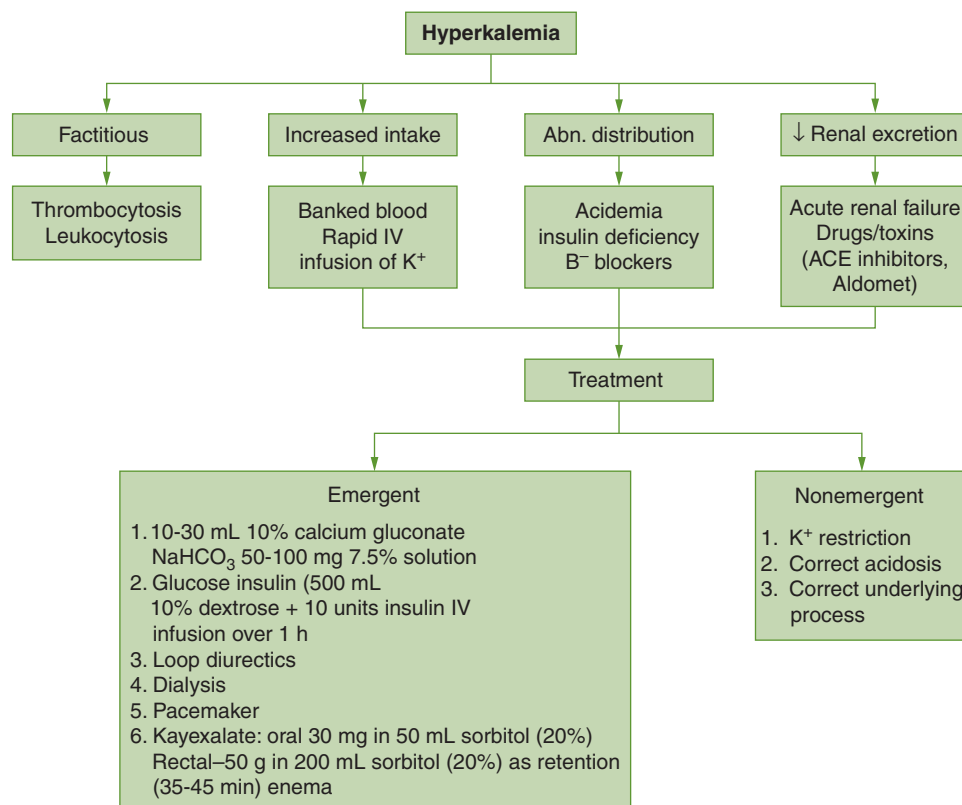 Hyperkalemia
Factitious
Increased intake
Abn. distribution
↓ Renal excretion
Thrombocytosis
Leukocytosis
Banked blood
Rapid IV
infusion of K⁺
Acidemia
insulin deficiency
B⁻ blockers
Acute renal failure
Drugs/toxins
(ACE inhibitors,
Aldomet)
Treatment
Emergent
1. 10-30 mL 10% calcium gluconate
NaHCO₃ 50-100 mg 7.5% solution
2. Glucose insulin (500 mL
10% dextrose + 10 units insulin IV
infusion over 1 h
3. Loop diurectics
4. Dialysis
5. Pacemaker
6. Kayexalate: oral 30 mg in 50 mL sorbitol (20%)
Rectal–50 g in 200 mL sorbitol (20%) as retention
(35-45 min) enema
Nonemergent
1. K⁺ restriction
2. Correct acidosis
3. Correct underlying
process